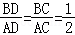 BD/AD = BC/AC = 1/2